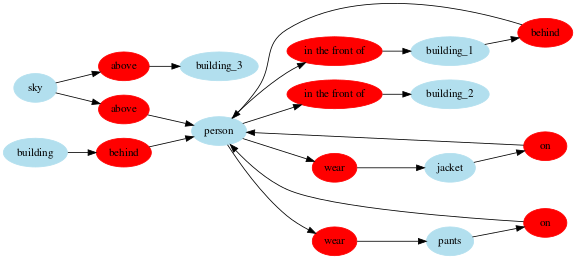 sky
above
building_3
above
building
behind
person
in the front of
building_1
behind
in the front of
building_2
wear
jacket
on
wear
pants
on